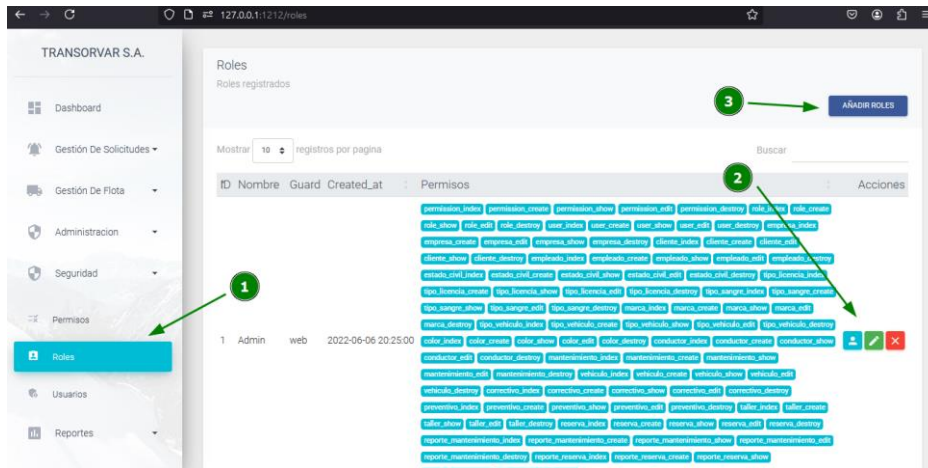 127.0.0.1:1212/roles
TRANSORVAR S.A.
Dashboard
Gestión De Solicitudes
Gestión De Flota
Administracion
Seguridad
Permisos
Roles
Usuarios
Reportes
1
Roles
Roles registrados
3
AÑADIR ROLES
Mostrar 10 registros por pagina
Buscar
2
ID Nombre Guard Created_at Permisos Acciones
1 Admin web 2022-06-06 20:25:00
permission_index permission_create permission_show permission_edit permission_destroy role_index role_create
role_show role_edit role_destroy user_index user_create user_show user_edit user_destroy empresa_index
empresa_create empresa_edit empresa_show empresa_destroy cliente_index cliente_create cliente_edit
cliente_show cliente_destroy empleado_index empleado_create empleado_show empleado_edit empleado_destroy
estado_civil_index estado_civil_create estado_civil_show estado_civil_edit estado_civil_destroy tipo_licencia_index
tipo_licencia_create tipo_licencia_show tipo_licencia_edit tipo_licencia_destroy tipo_sangre_index tipo_sangre_create
tipo_sangre_show tipo_sangre_edit tipo_sangre_destroy marca_index marca_create marca_show marca_edit
marca_destroy tipo_vehiculo_index tipo_vehiculo_create tipo_vehiculo_show tipo_vehiculo_edit tipo_vehiculo_destroy
color_index color_create color_show color_edit color_destroy conductor_index conductor_create conductor_show
conductor_edit conductor_destroy mantenimiento_index mantenimiento_create mantenimiento_show
mantenimiento_edit mantenimiento_destroy vehiculo_index vehiculo_create vehiculo_show vehiculo_edit
vehiculo_destroy correctivo_index correctivo_create correctivo_show correctivo_edit correctivo_destroy
preventivo_index preventivo_create preventivo_show preventivo_edit preventivo_destroy taller_index taller_create
taller_show taller_edit taller_destroy reserva_index reserva_create reserva_show reserva_edit reserva_destroy
reporte_mantenimiento_index reporte_mantenimiento_create reporte_mantenimiento_show reporte_mantenimiento_edit
reporte_mantenimiento_destroy reporte_reserva_index reporte_reserva_create reporte_reserva_show